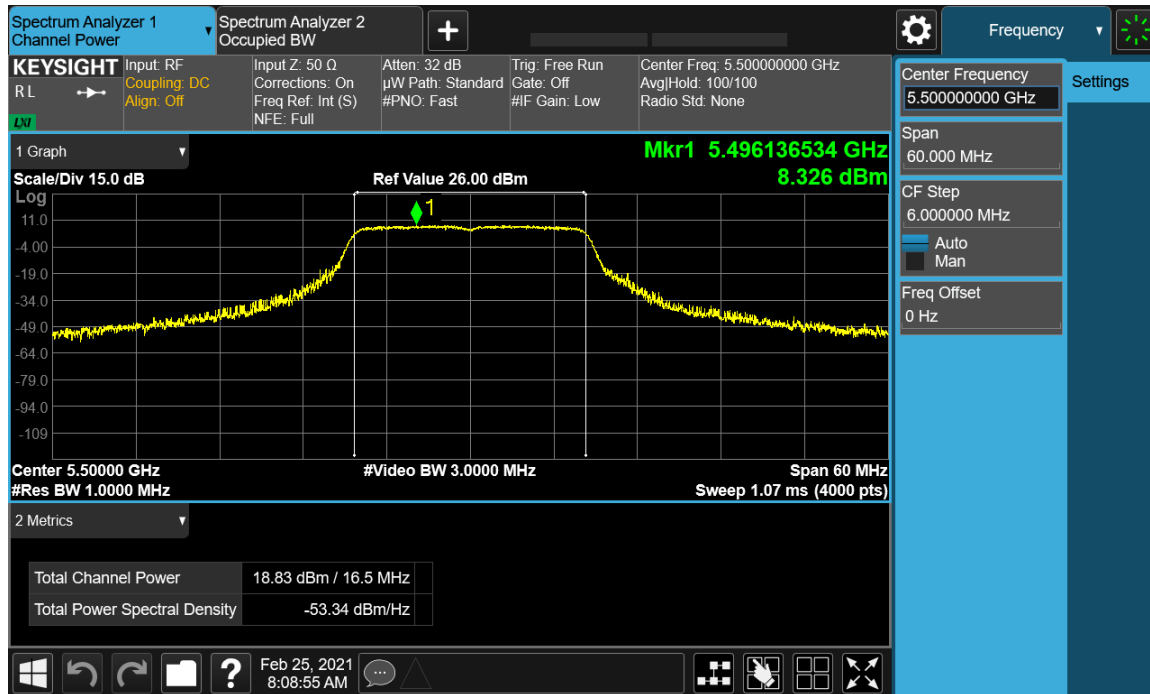 Spectrum Analyzer 1
Channel Power
Spectrum Analyzer 2
Occupied BW
Frequency
KEYSIGHT
R L
LXI
Input: RF
Coupling: DC
Align: Off
Input Z: 50 Ω
Corrections: On
Freq Ref: Int (S)
NFE: Full
Atten: 32 dB
µW Path: Standard
#PNO: Fast
Trig: Free Run
Gate: Off
#IF Gain: Low
Center Freq: 5.500000000 GHz
Avg|Hold: 100/100
Radio Std: None
Center Frequency
5.500000000 GHz
Settings
Span
60.000 MHz
CF Step
6.000000 MHz
Auto
Man
Freq Offset
0 Hz
1 Graph
Mkr1 5.496136534 GHz
8.326 dBm
Scale/Div 15.0 dB
Ref Value 26.00 dBm
Log
1
11.0
-4.00
-19.0
-34.0
-49.0
-64.0
-79.0
-94.0
-109
Center 5.50000 GHz
#Video BW 3.0000 MHz
Span 60 MHz
#Res BW 1.0000 MHz
Sweep 1.07 ms (4000 pts)
2 Metrics
Total Channel Power 18.83 dBm / 16.5 MHz
Total Power Spectral Density -53.34 dBm/Hz
?
Feb 25, 2021
8:08:55 AM